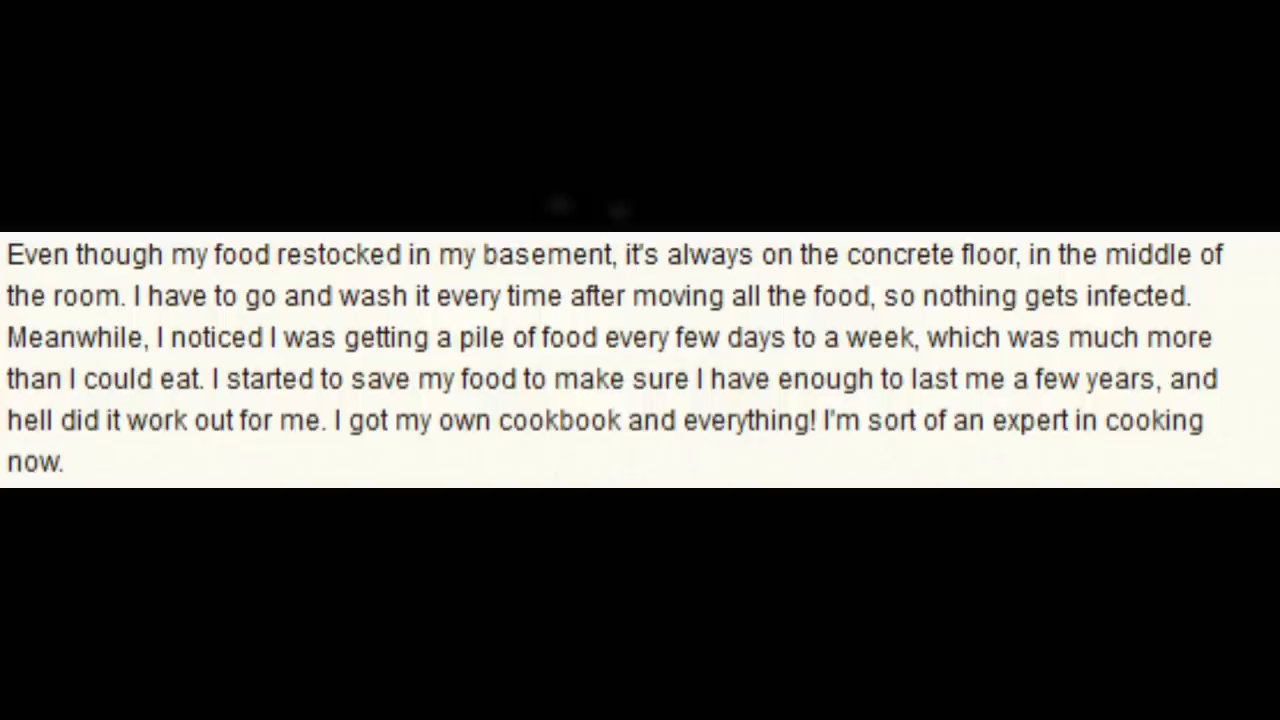 Even though my food restocked in my basement, it's always on the concrete floor, in the middle of
the room. I have to go and wash it every time after moving all the food, so nothing gets infected.
Meanwhile, I noticed I was getting a pile of food every few days to a week, which was much more
than I could eat. I started to save my food to make sure I have enough to last me a few years, and
hell did it work out for me. I got my own cookbook and everything! I'm sort of an expert in cooking
now.